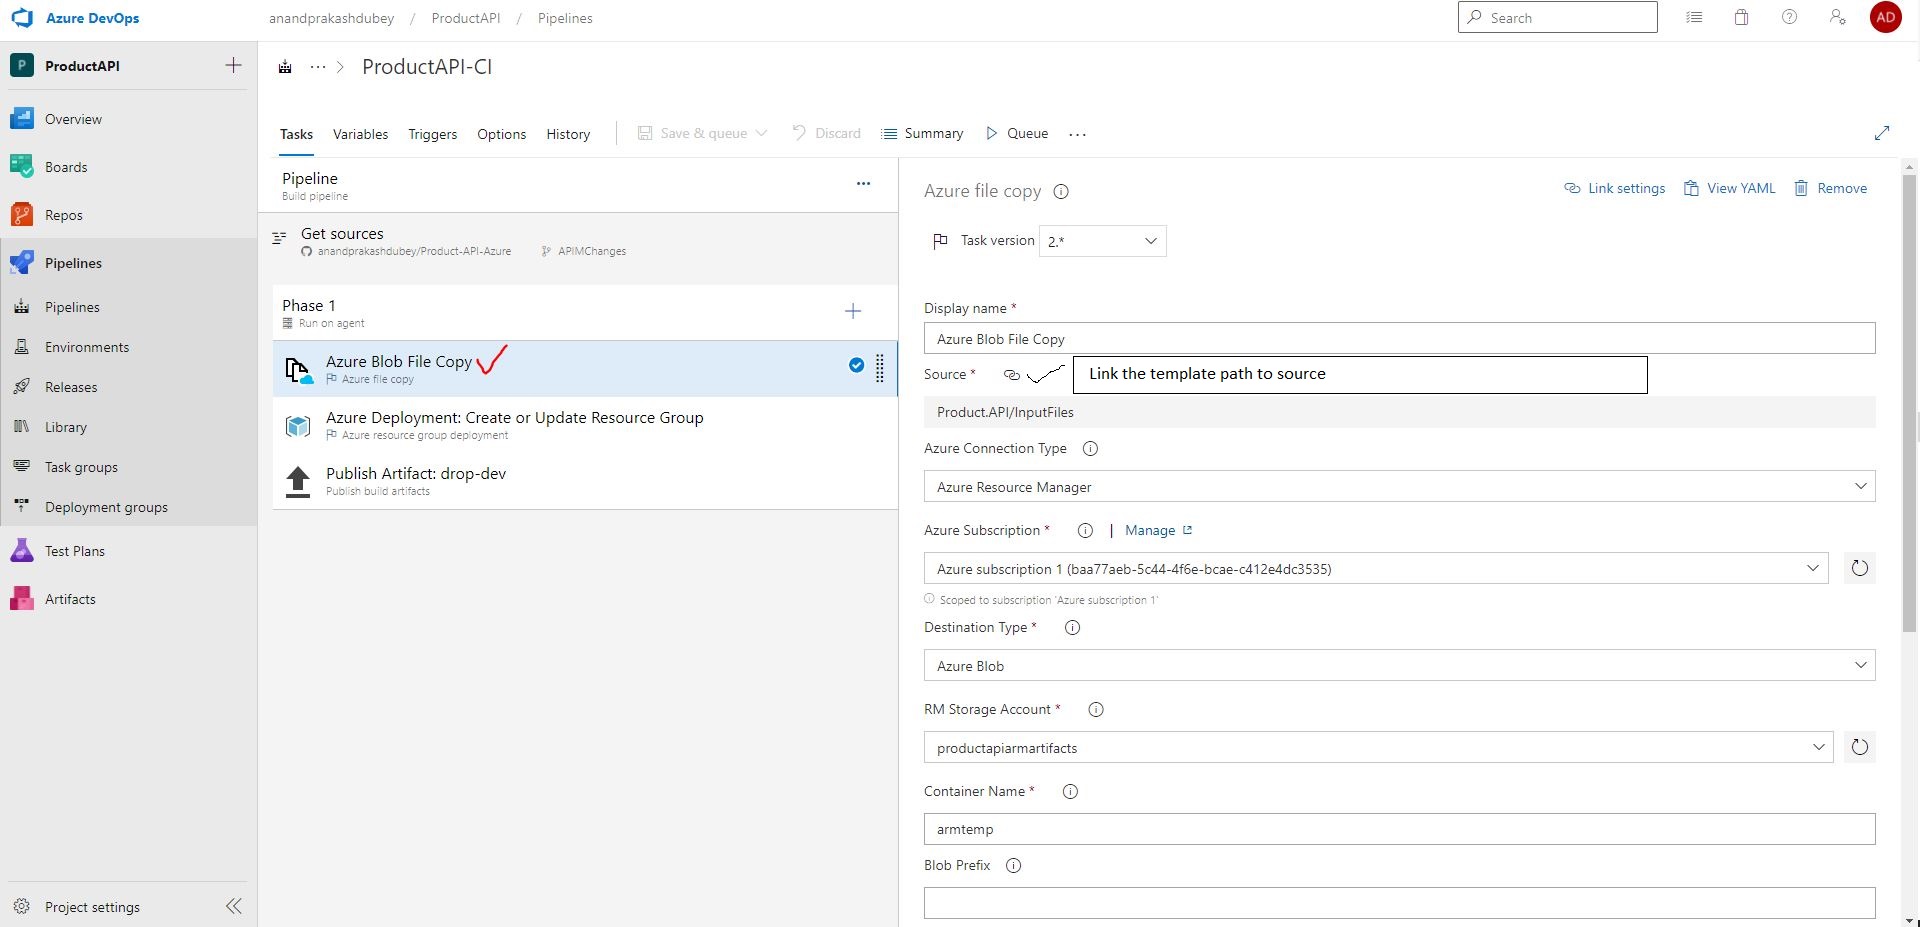 Azure DevOps
anandprakashdubey / ProductAPI / Pipelines
Search
AD
P ProductAPI
Overview
Boards
Repos
Pipelines
Pipelines
Environments
Releases
Library
Task groups
Deployment groups
Test Plans
Artifacts
Project settings
··· > ProductAPI-CI
Tasks Variables Triggers Options History Save & queue Discard Summary Queue ···
Pipeline
Build pipeline
Get sources
anandprakashdubey/Product-API-Azure APIMChanges
Phase 1
Run on agent
Azure Blob File Copy
Azure file copy
Azure Deployment: Create or Update Resource Group
Azure resource group deployment
Publish Artifact: drop-dev
Publish build artifacts
Azure file copy
Link settings View YAML Remove
Task version 2.*
Display name *
Azure Blob File Copy
Source * Link the template path to source
Product.API/InputFiles
Azure Connection Type
Azure Resource Manager
Azure Subscription * | Manage
Azure subscription 1 (baa77aeb-5c44-4f6e-bcae-c412e4dc3535)
Scoped to subscription 'Azure subscription 1'
Destination Type *
Azure Blob
RM Storage Account *
productapiarmartifacts
Container Name *
armtemp
Blob Prefix